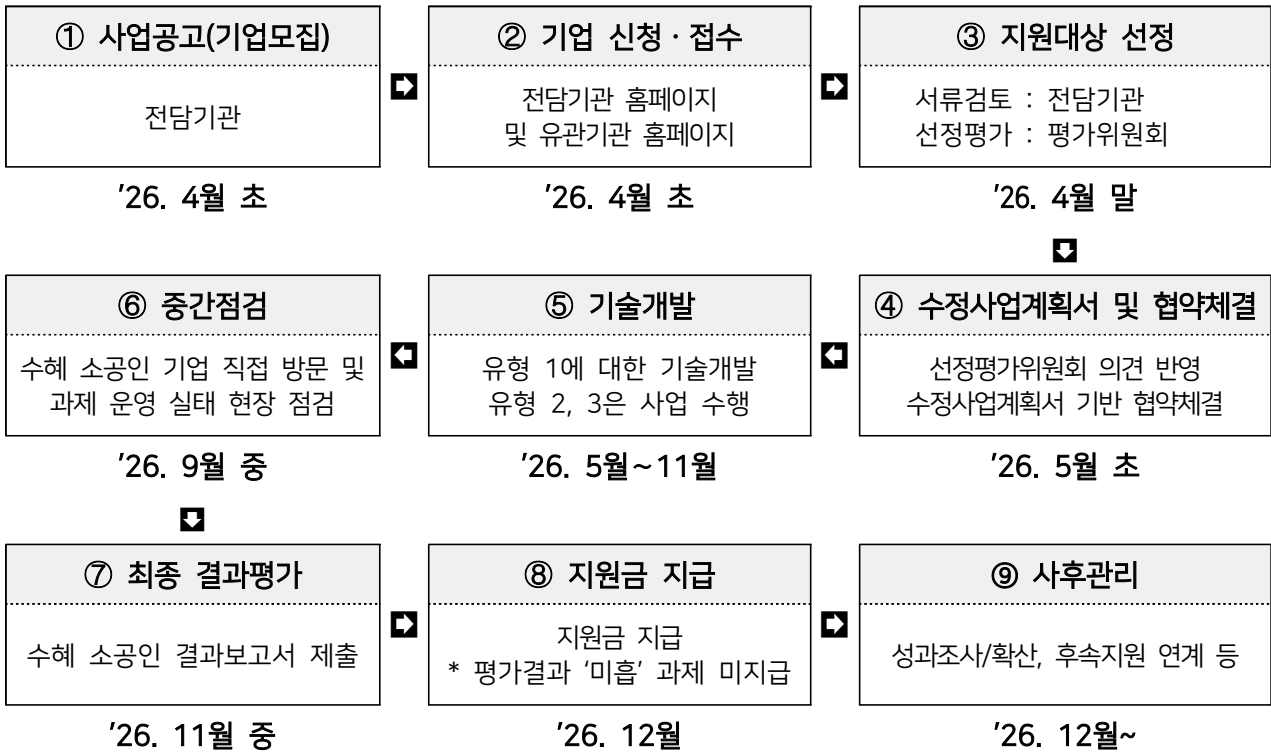 ① 사업공고(기업모집)
전담기관
'26. 4월 초
② 기업 신청 · 접수
전담기관 홈페이지
및 유관기관 홈페이지
'26. 4월 초
③ 지원대상 선정
서류검토 : 전담기관
선정평가 : 평가위원회
'26. 4월 말
④ 수정사업계획서 및 협약체결
선정평가위원회 의견 반영
수정사업계획서 기반 협약체결
'26. 5월 초
⑤ 기술개발
유형 1에 대한 기술개발
유형 2, 3은 사업 수행
'26. 5월~11월
⑥ 중간점검
수혜 소공인 기업 직접 방문 및
과제 운영 실태 현장 점검
'26. 9월 중
⑦ 최종 결과평가
수혜 소공인 결과보고서 제출
'26. 11월 중
⑧ 지원금 지급
지원금 지급
* 평가결과 ‘미흡’ 과제 미지급
'26. 12월
⑨ 사후관리
성과조사/확산, 후속지원 연계 등
'26. 12월~